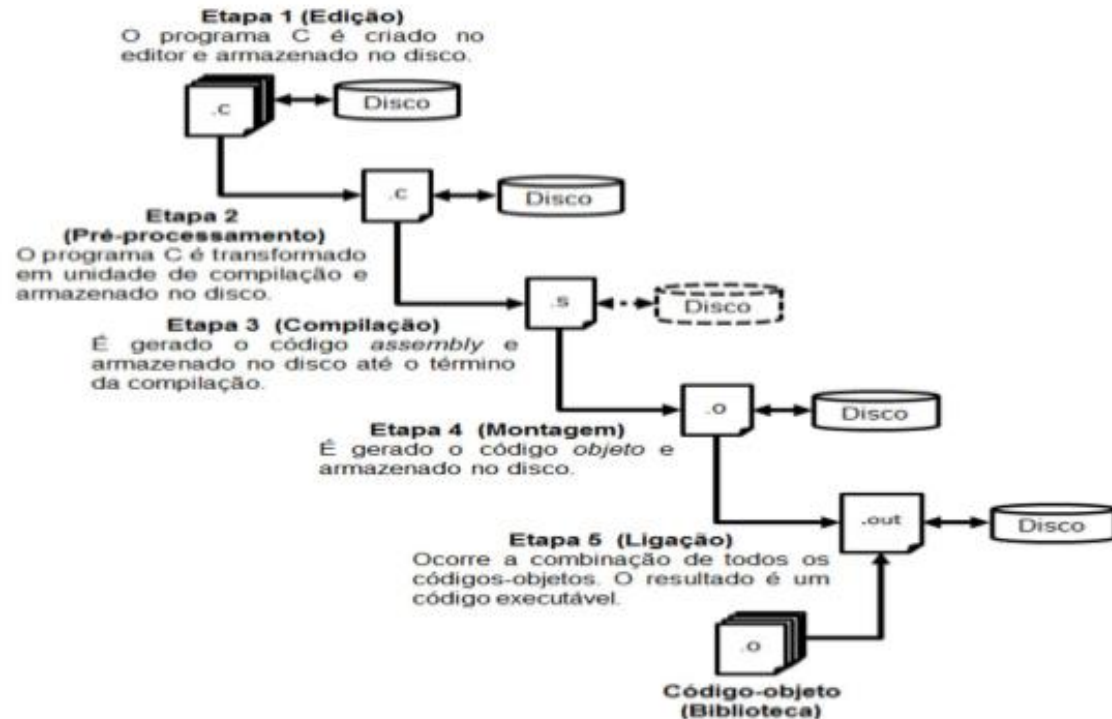 Etapa 1 (Edição)
O programa C é criado no
editor e armazenado no disco.
.c
Disco
.c
Disco
Etapa 2
(Pré-processamento)
O programa C é transformado
em unidade de compilação e
armazenado no disco.
.s
Disco
Etapa 3 (Compilação)
É gerado o código assembly e
armazenado no disco até o término
da compilação.
.o
Disco
Etapa 4 (Montagem)
É gerado o código objeto e
armazenado no disco.
.out
Disco
Etapa 5 (Ligação)
Ocorre a combinação de todos os
códigos-objetos. O resultado é um
código executável.
.o
Código-objeto
(Biblioteca)